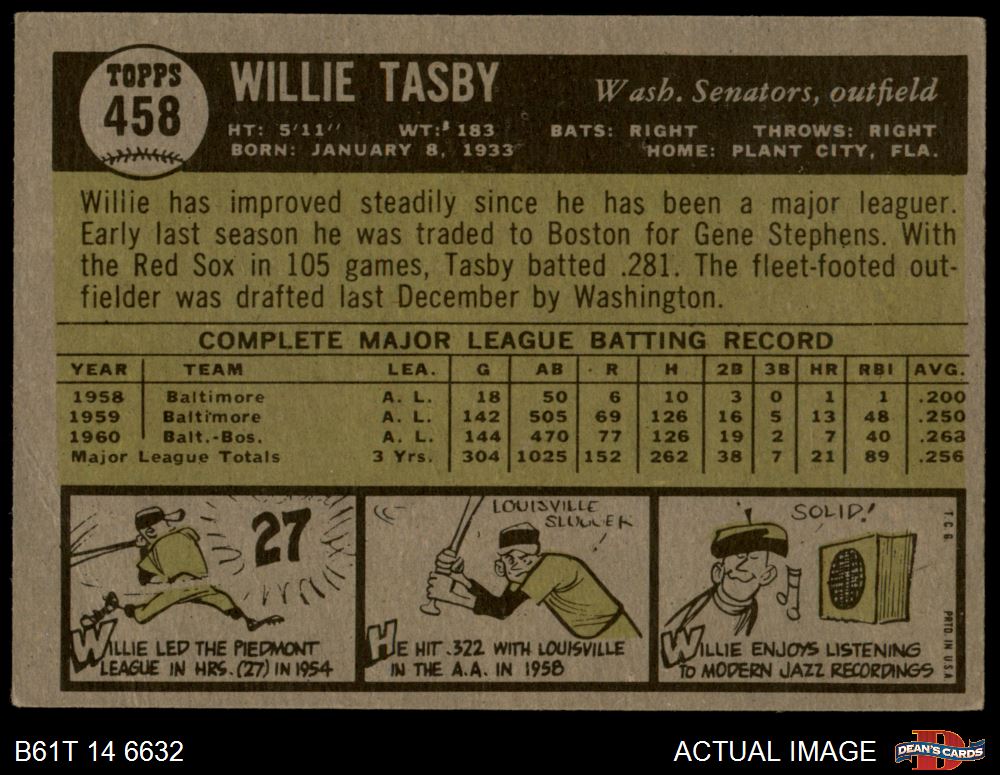 TOPPS
458
WILLIE TASBY
Wash. Senators, outfield
HT: 5'11" WT: 183 BATS: RIGHT THROWS: RIGHT
BORN: JANUARY 8, 1933 HOME: PLANT CITY, FLA.
Willie has improved steadily since he has been a major leaguer.
Early last season he was traded to Boston for Gene Stephens. With
the Red Sox in 105 games, Tasby batted .281. The fleet-footed out-
fielder was drafted last December by Washington.
COMPLETE MAJOR LEAGUE BATTING RECORD
YEAR TEAM LEA. G AB R H 2B 3B HR RBI AVG.
1958 Baltimore A. L. 18 50 6 10 3 0 1 1 .200
1959 Baltimore A. L. 142 505 69 126 16 5 13 48 .250
1960 Balt.-Bos. A. L. 144 470 77 126 19 2 7 40 .263
Major League Totals 3 Yrs. 304 1025 152 262 38 7 21 89 .256
27
WILLIE LED THE PIEDMONT
LEAGUE IN HRS. (27) IN 1954
LOUISVILLE
SLUGGER
HE HIT .322 WITH LOUISVILLE
IN THE A.A. IN 1958
SOLID!
WILLIE ENJOYS LISTENING
TO MODERN JAZZ RECORDINGS
T.C.G.
PRTD. IN U.S.A.
B61T 14 6632
ACTUAL IMAGE
DEAN'S CARDS